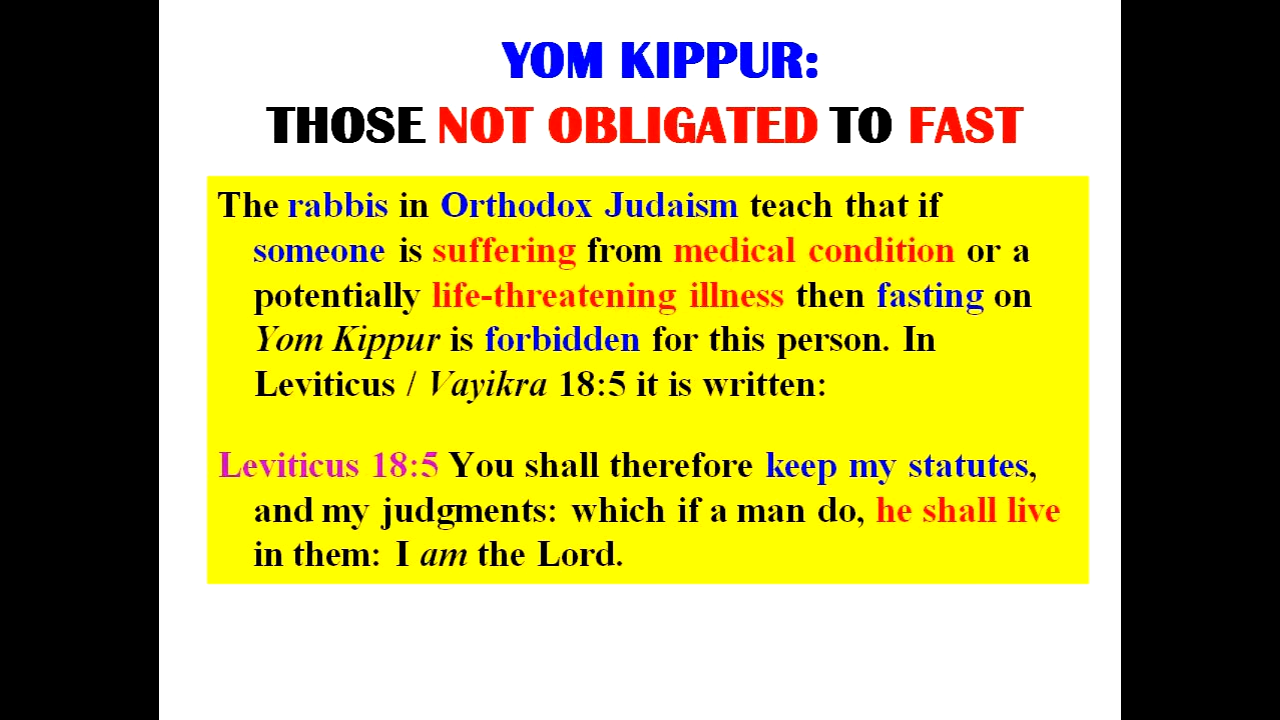 YOM KIPPUR:
THOSE NOT OBLIGATED TO FAST
The rabbis in Orthodox Judaism teach that if
someone is suffering from medical condition or a
potentially life-threatening illness then fasting on
Yom Kippur is forbidden for this person. In
Leviticus / Vayikra 18:5 it is written:
Leviticus 18:5 You shall therefore keep my statutes,
and my judgments: which if a man do, he shall live
in them: I am the Lord.